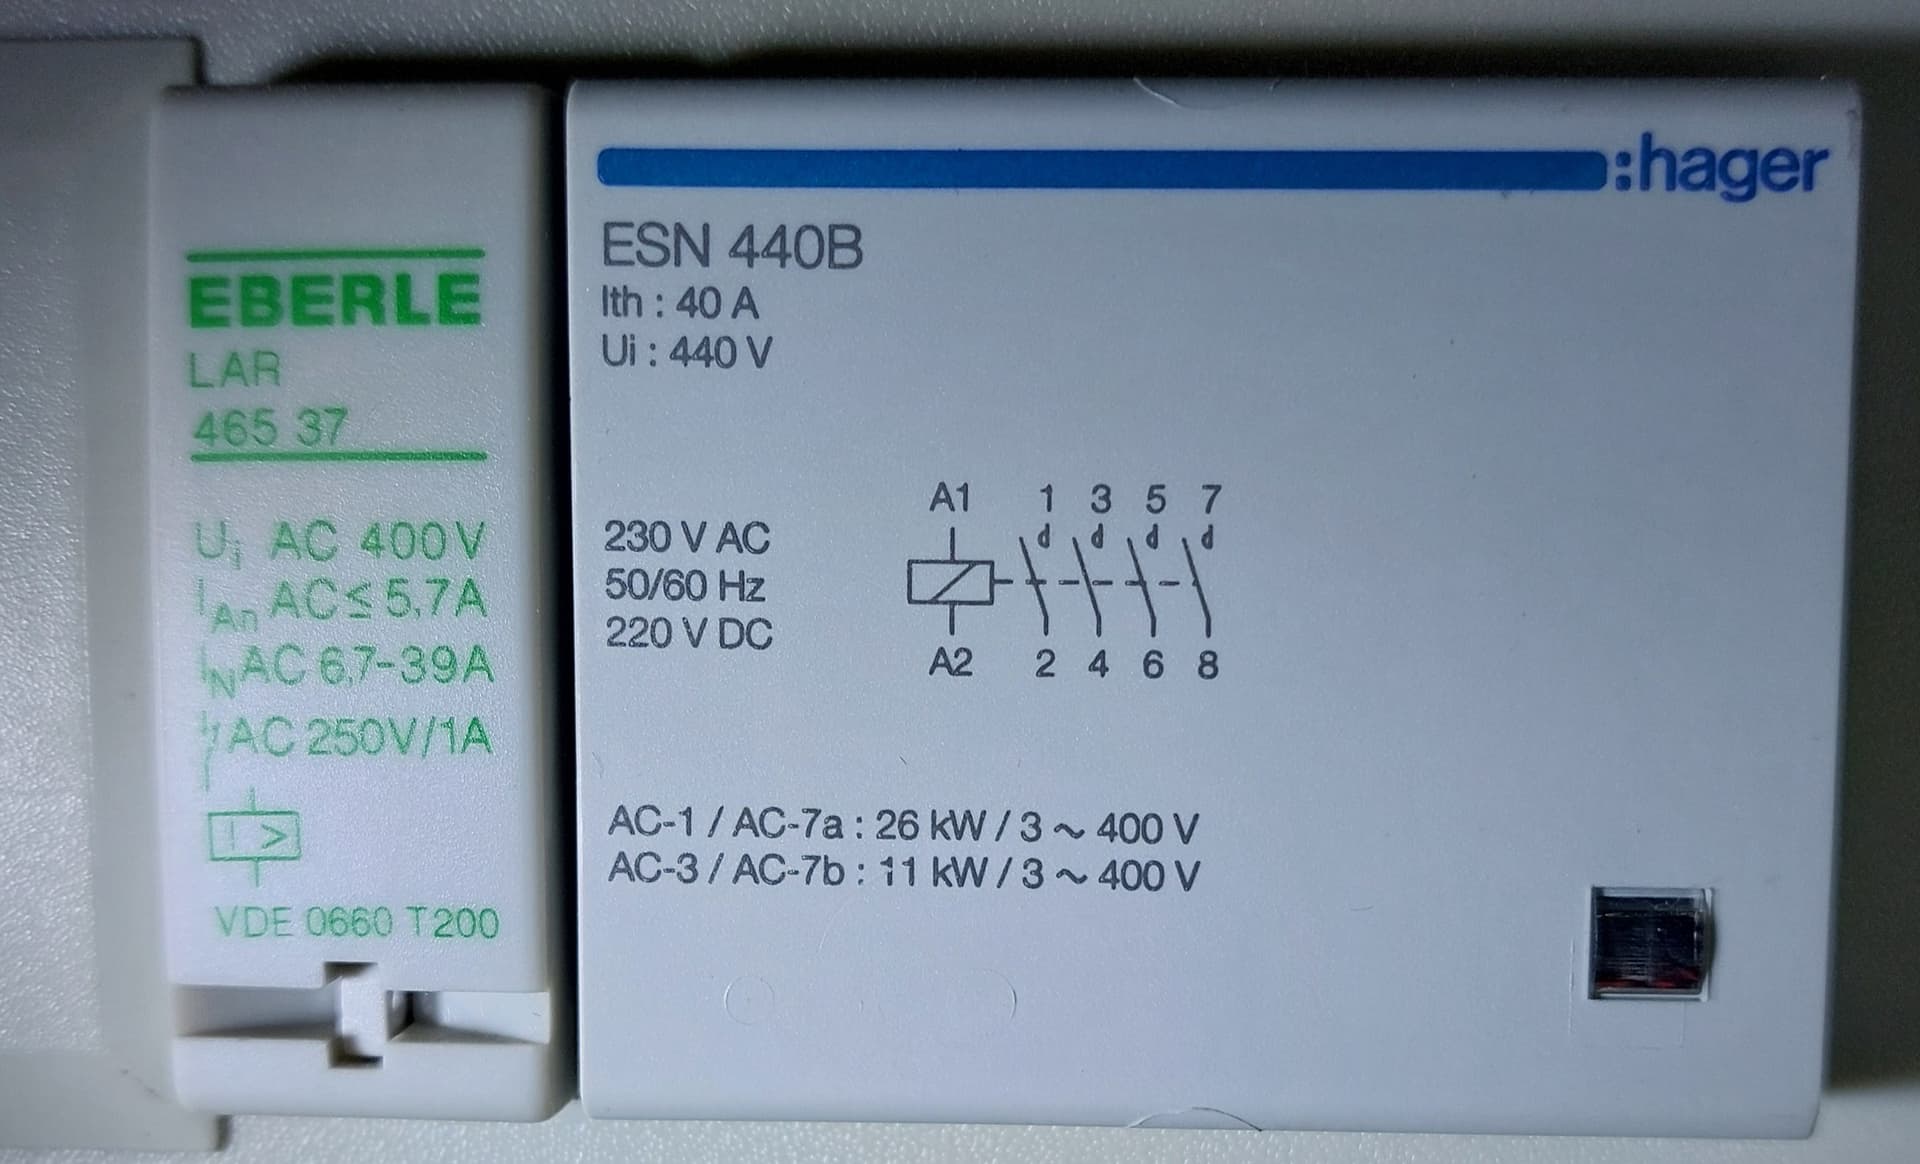 EBERLE
LAR
465 37
Ui AC 400V
IAn AC≤ 5,7A
IN AC 6,7-39A
AC 250V/1A
I >
VDE 0660 T200
:hager
ESN 440B
Ith : 40 A
Ui : 440 V
230 V AC
50/60 Hz
220 V DC
A1 1 3 5 7
d d d d
A2 2 4 6 8
AC-1 / AC-7a : 26 kW / 3 ~ 400 V
AC-3 / AC-7b : 11 kW / 3 ~ 400 V